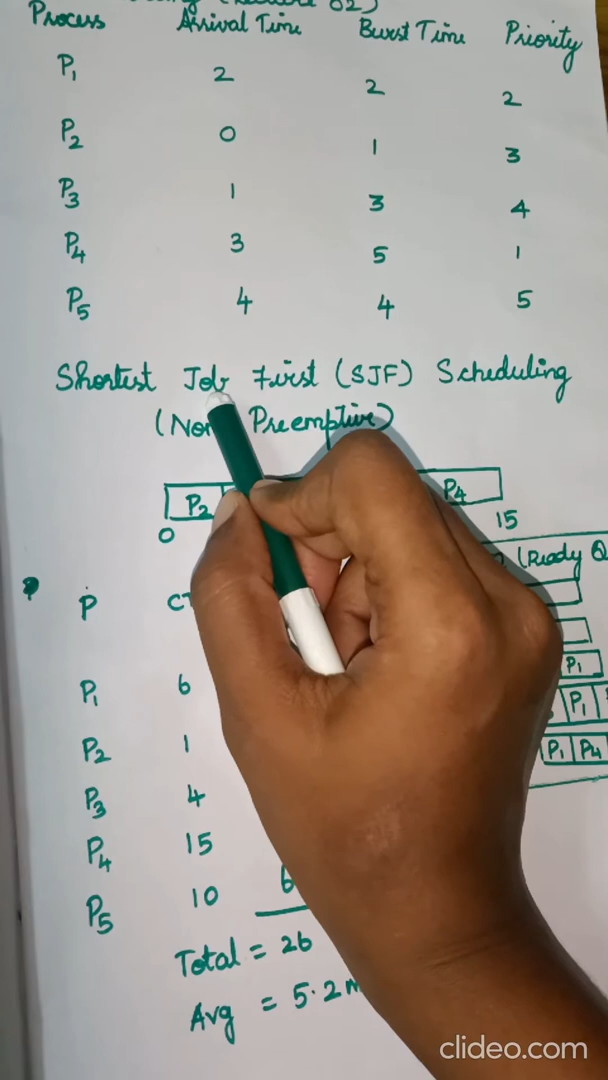 Process Arrival Time Burst Time Priority
P1 2 2 2
P2 0 1 3
P3 1 3 4
P4 3 5 1
P5 4 4 5
Shortest Job First (SJF) Scheduling
(Non Preemptive)
P2 P4
0 15
(Ready Q
P
P1 6
P1
P1
P2 1
P1 P4
P3 4
P4 15
P5 10 6
Total = 26
Avg = 5.2
clideo.com